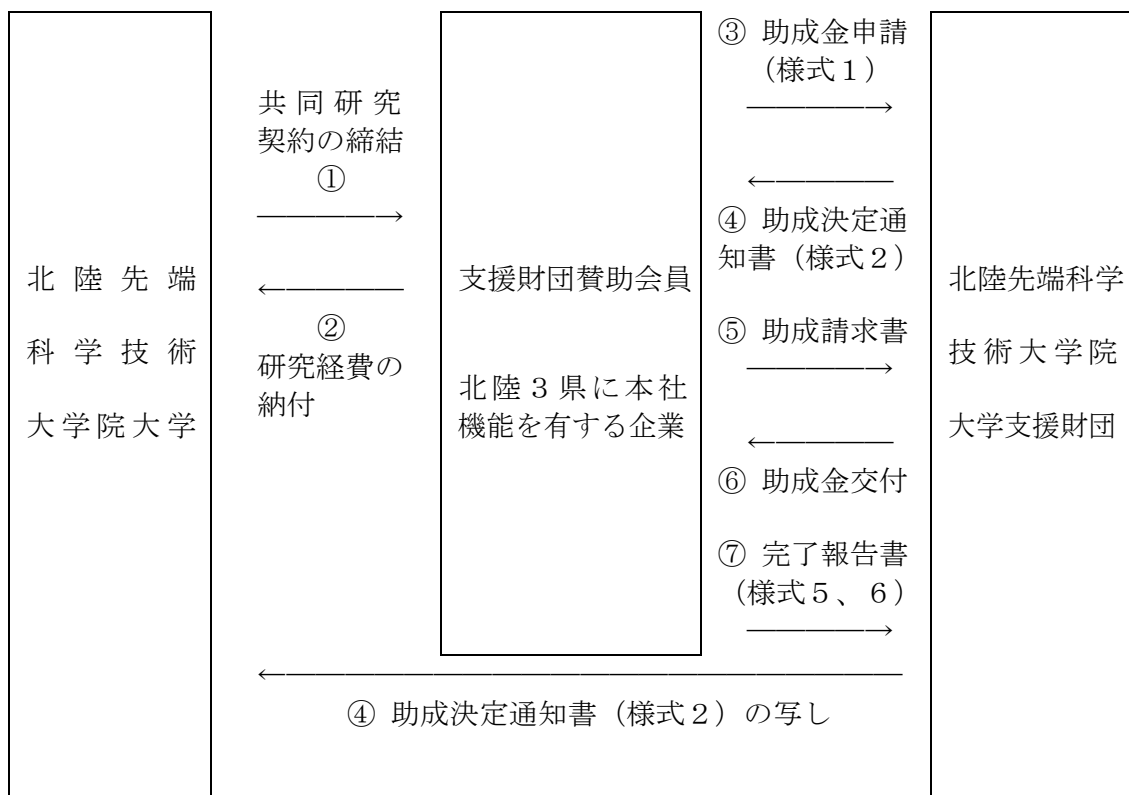 北陸先端
科学技術
大学院大学
共同研究
契約の締結
①
————→
←————
②
研究経費の
納付
支援財団賛助会員
北陸３県に本社
機能を有する企業
③ 助成金申請
（様式１）
————→
←————
④ 助成決定通
知書（様式２）
⑤ 助成請求書
————→
←————
⑥ 助成金交付
⑦ 完了報告書
（様式５、６）
————→
北陸先端科学
技術大学院
大学支援財団
←——————————————————————
④ 助成決定通知書（様式２）の写し